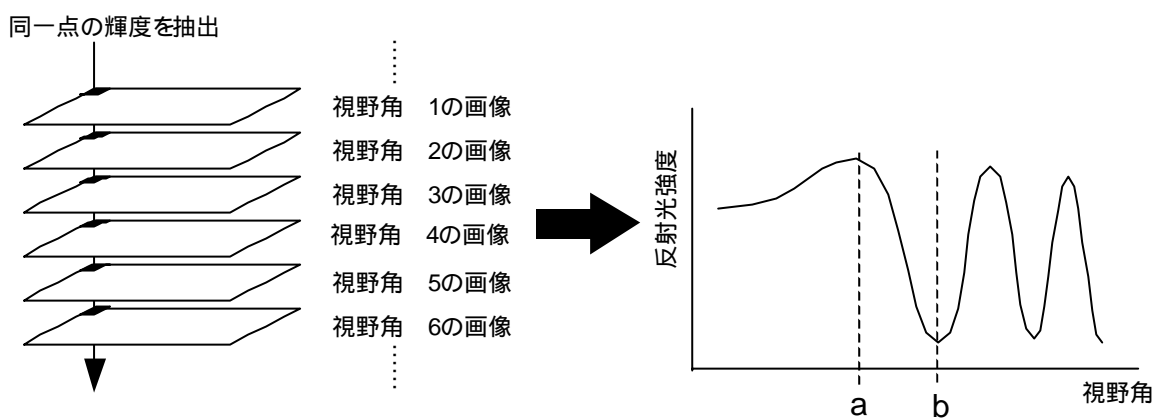 同一点の輝度を抽出
視野角 1の画像
視野角 2の画像
視野角 3の画像
視野角 4の画像
視野角 5の画像
視野角 6の画像
反射光強度
視野角
a
b